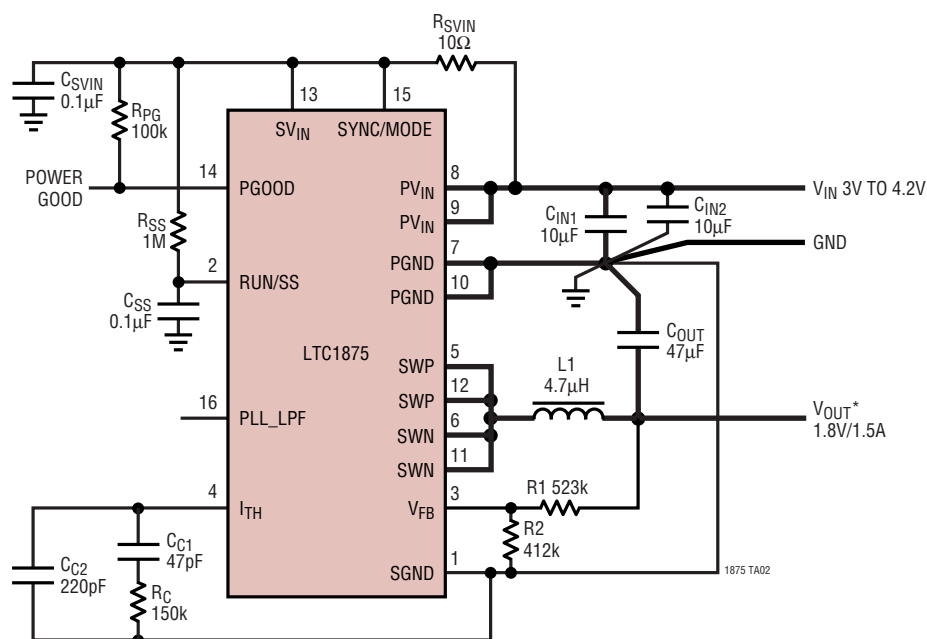 RSVIN
10Ω
CSVIN
0.1µF
RPG
100k
13
15
SVIN
SYNC/MODE
POWER
GOOD
14
PGOOD
8
PVIN
9
PVIN
VIN 3V TO 4.2V
CIN1
10µF
CIN2
10µF
RSS
1M
7
PGND
GND
2
RUN/SS
10
PGND
CSS
0.1µF
COUT
47µF
LTC1875
5
SWP
12
SWP
L1
4.7µH
16
PLL_LPF
6
SWN
VOUT*
1.8V/1.5A
11
SWN
4
ITH
3
VFB
R1 523k
R2
412k
CC1
47pF
CC2
220pF
RC
150k
1
SGND
1875 TA02